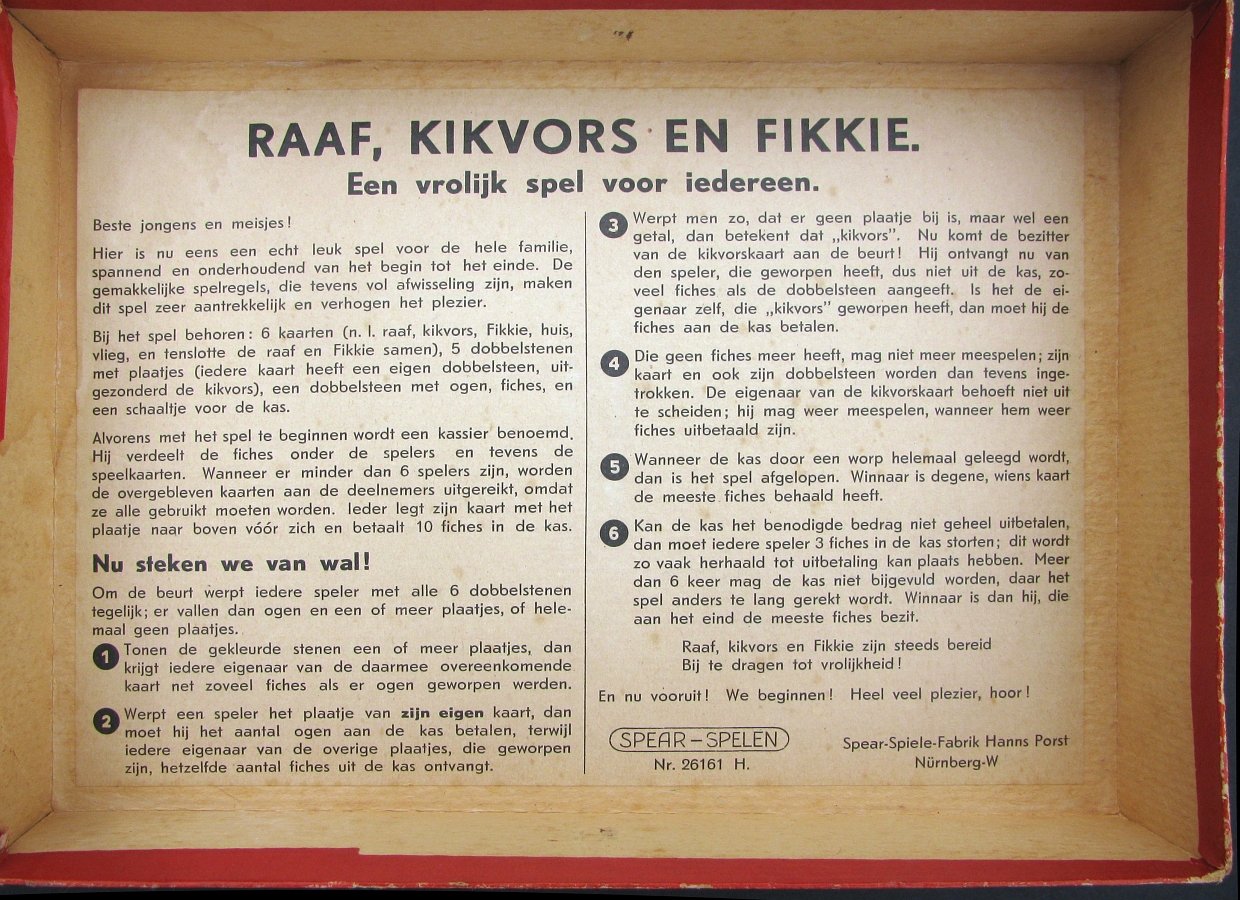 RAAF, KIKVORS EN FIKKIE.
Een vrolijk spel voor iedereen.
Beste jongens en meisjes!
Hier is nu eens een echt leuk spel voor de hele familie,
spannend en onderhoudend van het begin tot het einde. De
gemakkelijke spelregels, die tevens vol afwisseling zijn, maken
dit spel zeer aantrekkelijk en verhogen het plezier.
Bij het spel behoren: 6 kaarten (n. l. raaf, kikvors, Fikkie, huis,
vlieg, en tenslotte de raaf en Fikkie samen), 5 dobbelstenen
met plaatjes (iedere kaart heeft een eigen dobbelsteen, uit-
gezonderd de kikvors), een dobbelsteen met ogen, fiches, en
een schaaltje voor de kas.
Alvorens met het spel te beginnen wordt een kassier benoemd.
Hij verdeelt de fiches onder de spelers en tevens de
speelkaarten. Wanneer er minder dan 6 spelers zijn, worden
de overgebleven kaarten aan de deelnemers uitgereikt, omdat
ze alle gebruikt moeten worden. Ieder legt zijn kaart met het
plaatje naar boven vóór zich en betaalt 10 fiches in de kas.
Nu steken we van wal!
Om de beurt werpt iedere speler met alle 6 dobbelstenen
tegelijk; er vallen dan ogen en een of meer plaatjes, of hele-
maal geen plaatjes.
1 Tonen de gekleurde stenen een of meer plaatjes, dan
krijgt iedere eigenaar van de daarmee overeenkomende
kaart net zoveel fiches als er ogen geworpen werden.
2 Werpt een speler het plaatje van zijn eigen kaart, dan
moet hij het aantal ogen aan de kas betalen, terwijl
iedere eigenaar van de overige plaatjes, die geworpen
zijn, hetzelfde aantal fiches uit de kas ontvangt.
3 Werpt men zo, dat er geen plaatje bij is, maar wel een
getal, dan betekent dat „kikvors”. Nu komt de bezitter
van de kikvorskaart aan de beurt! Hij ontvangt nu van
den speler, die geworpen heeft, dus niet uit de kas, zo-
veel fiches als de dobbelsteen aangeeft. Is het de ei-
genaar zelf, die „kikvors” geworpen heeft, dan moet hij de
fiches aan de kas betalen.
4 Die geen fiches meer heeft, mag niet meer meespelen; zijn
kaart en ook zijn dobbelsteen worden dan tevens inge-
trokken. De eigenaar van de kikvorskaart behoeft niet uit
te scheiden; hij mag weer meespelen, wanneer hem weer
fiches uitbetaald zijn.
5 Wanneer de kas door een worp helemaal geleegd wordt,
dan is het spel afgelopen. Winnaar is degene, wiens kaart
de meeste fiches behaald heeft.
6 Kan de kas het benodigde bedrag niet geheel uitbetalen,
dan moet iedere speler 3 fiches in de kas storten; dit wordt
zo vaak herhaald tot uitbetaling kan plaats hebben. Meer
dan 6 keer mag de kas niet bijgevuld worden, daar het
spel anders te lang gerekt wordt. Winnaar is dan hij, die
aan het eind de meeste fiches bezit.
Raaf, kikvors en Fikkie zijn steeds bereid
Bij te dragen tot vrolijkheid!
En nu vooruit! We beginnen! Heel veel plezier, hoor!
SPEAR-SPELEN
Nr. 26161 H.
Spear-Spiele-Fabrik Hanns Porst
Nürnberg-W